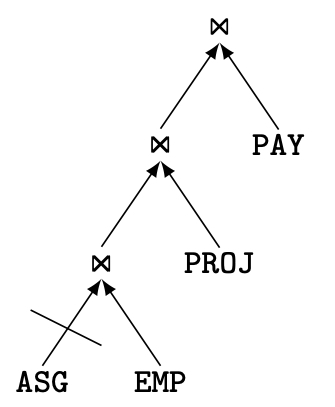 ⋈
⋈ PAY
⋈ PROJ
ASG EMP